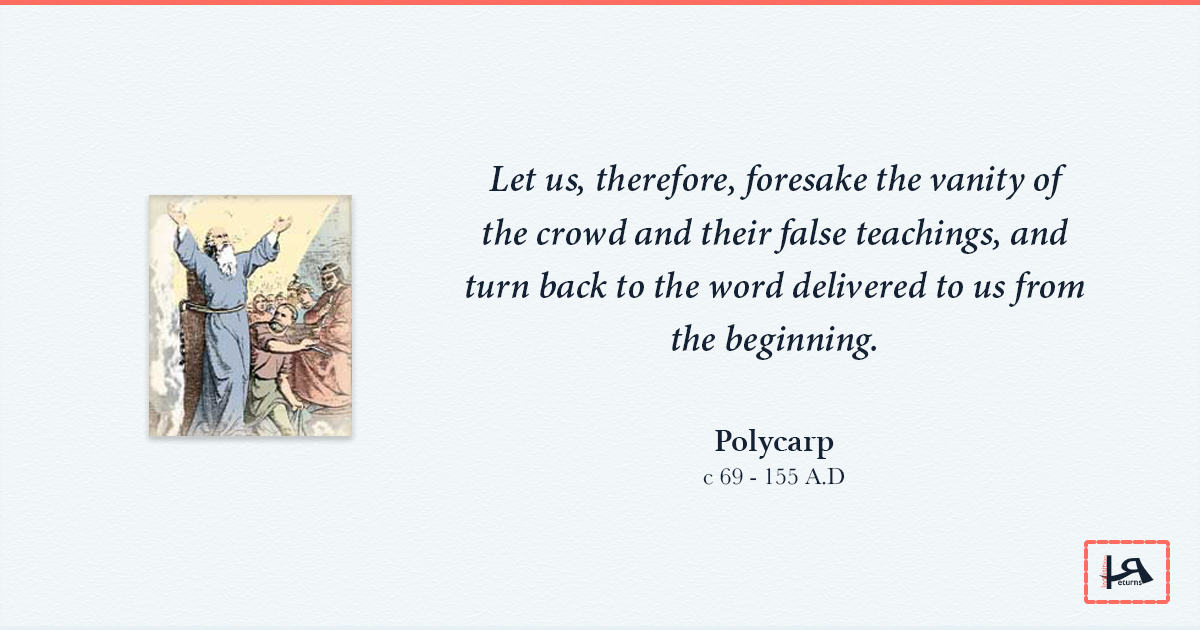 Let us, therefore, foresake the vanity of
the crowd and their false teachings, and
turn back to the word delivered to us from
the beginning.
Polycarp
c 69 - 155 A.D
eturns